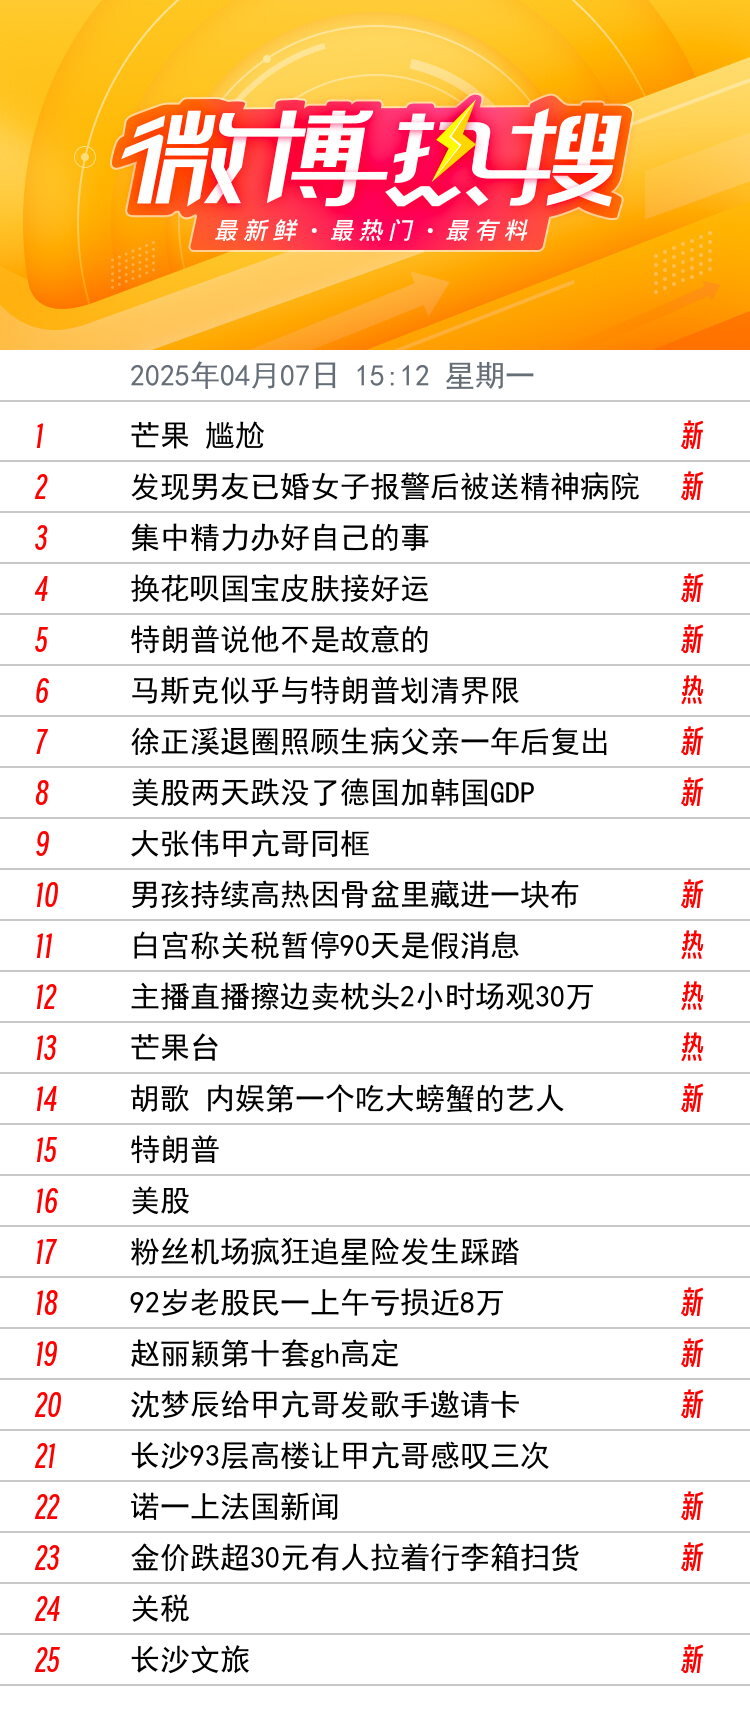 微博热搜
最新鲜·最热门·最有料
2025年04月07日 15:12 星期一
1 芒果 尴尬 新
2 发现男友已婚女子报警后被送精神病院 新
3 集中精力办好自己的事
4 换花呗国宝皮肤接好运 新
5 特朗普说他不是故意的 新
6 马斯克似乎与特朗普划清界限 热
7 徐正溪退圈照顾生病父亲一年后复出 新
8 美股两天跌没了德国加韩国GDP 新
9 大张伟甲亢哥同框
10 男孩持续高热因骨盆里藏进一块布 新
11 白宫称关税暂停90天是假消息 热
12 主播直播擦边卖枕头2小时场观30万 热
13 芒果台 热
14 胡歌 内娱第一个吃大螃蟹的艺人 新
15 特朗普
16 美股
17 粉丝机场疯狂追星险发生踩踏
18 92岁老股民一上午亏损近8万 新
19 赵丽颖第十套gh高定 新
20 沈梦辰给甲亢哥发歌手邀请卡 新
21 长沙93层高楼让甲亢哥感叹三次
22 诺一上法国新闻 新
23 金价跌超30元有人拉着行李箱扫货 新
24 关税
25 长沙文旅 新